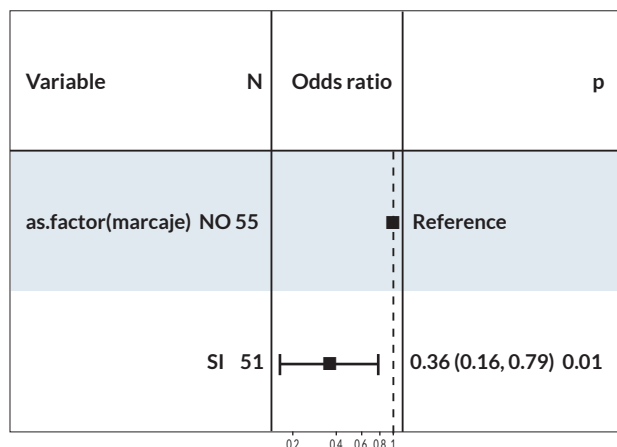 Variable N Odds ratio p
as.factor(marcaje) NO 55 Reference
SI 51 0.36 (0.16, 0.79) 0.01
0.2 0.4 0.6 0.8 1